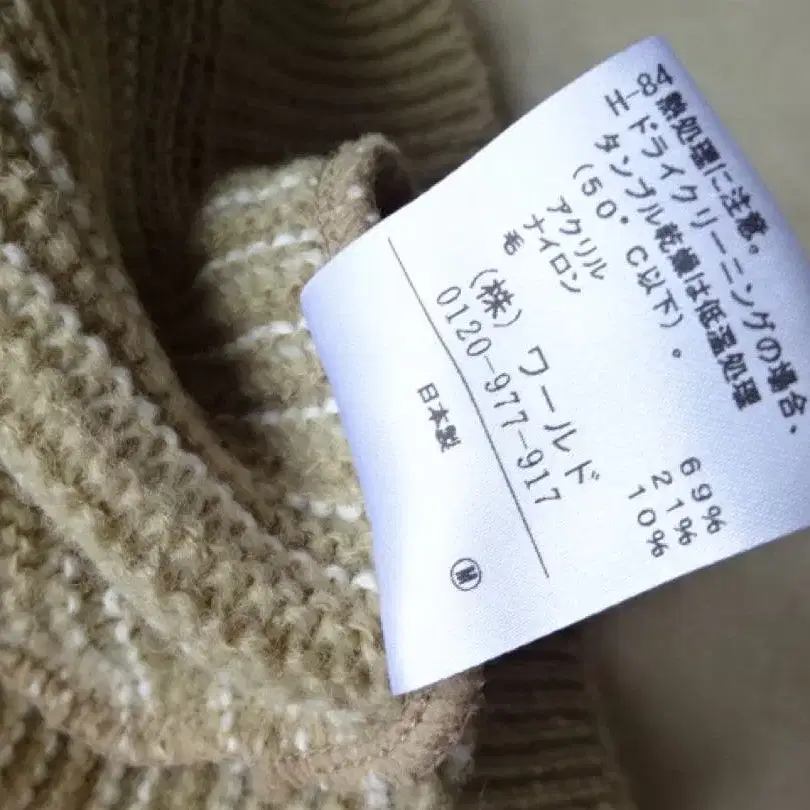 H-84
熱処理に注意。
ドライクリーニングの場合、
タンブル乾燥は低温処理
(50°C以下)。
アクリル 69%
ナイロン 21%
毛 10%
(株) ワールド
0120-977-917
日本製
M